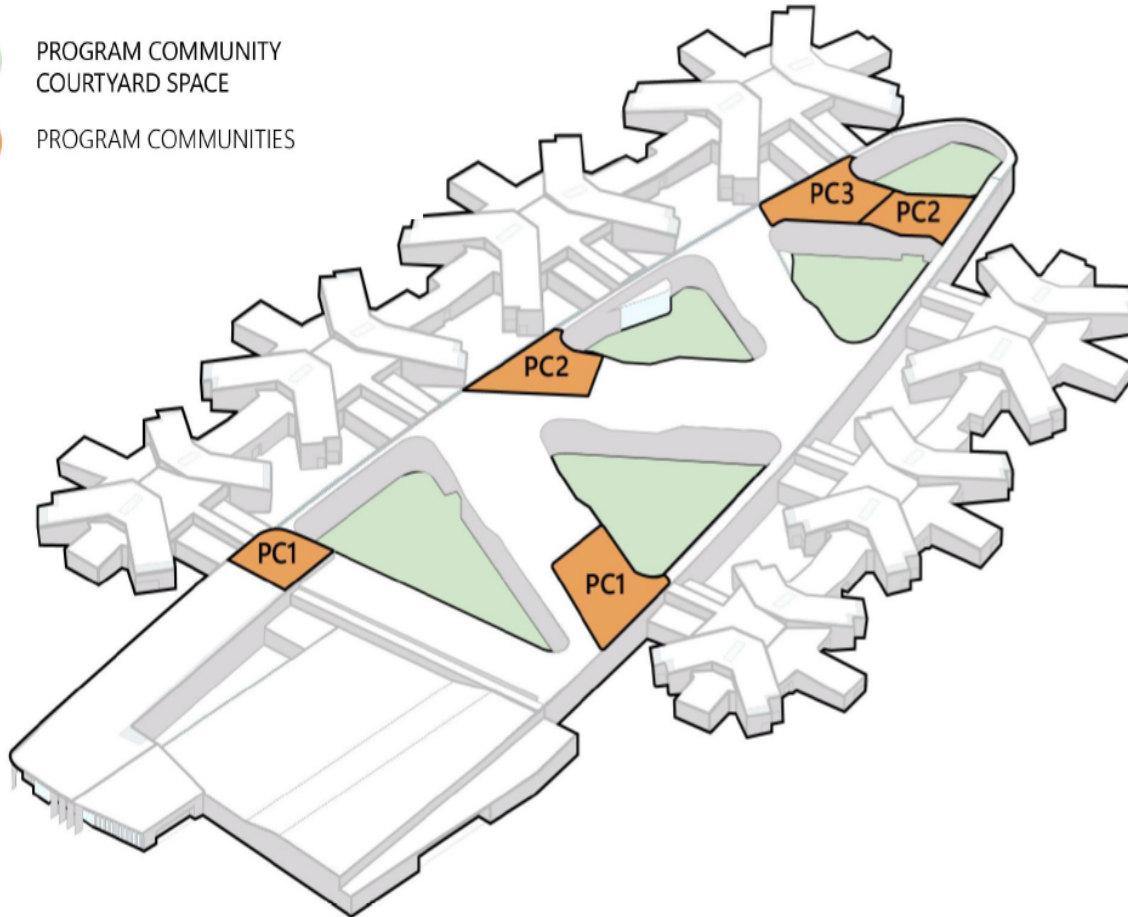 PROGRAM COMMUNITY
COURTYARD SPACE
PROGRAM COMMUNITIES
PC3
PC2
PC2
PC1
PC1